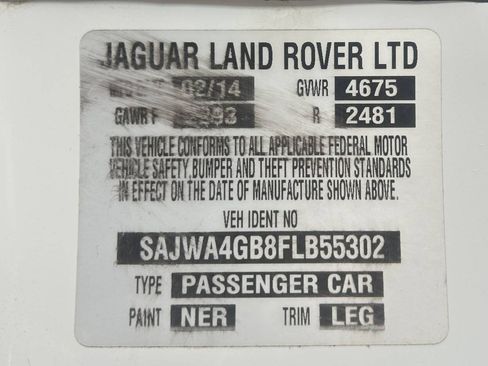 JAGUAR LAND ROVER LTD
02/14 GVWR 4675
GAWR F R 2481
THIS VEHICLE CONFORMS TO ALL APPLICABLE FEDERAL MOTOR
VEHICLE SAFETY, BUMPER AND THEFT PREVENTION STANDARDS
IN EFFECT ON THE DATE OF MANUFACTURE SHOWN ABOVE.
VEH IDENT NO
SAJWA4GB8FLB55302
TYPE PASSENGER CAR
PAINT NER TRIM LEG